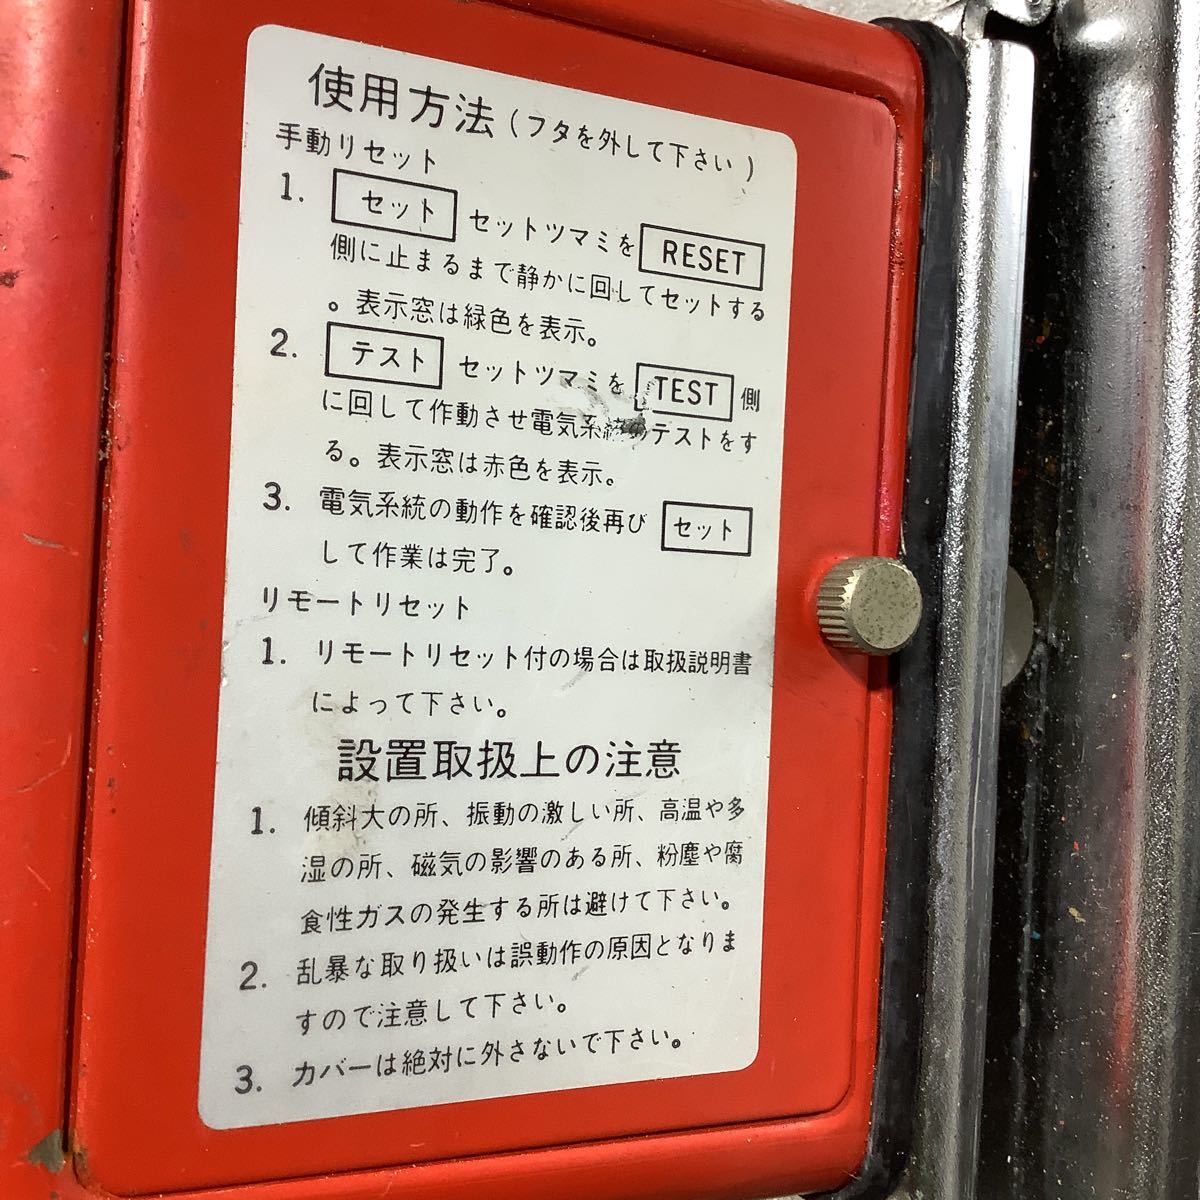 使用方法(フタを外して下さい)
手動リセット
1. セット セットツマミを RESET
側に止まるまで静かに回してセットする
。表示窓は緑色を表示。
2. テスト セットツマミを TEST 側
に回して作動させ電気系統のテストをす
る。表示窓は赤色を表示。
3. 電気系統の動作を確認後再び セット
して作業は完了。
リモートリセット
1. リモートリセット付の場合は取扱説明書
によって下さい。
設置取扱上の注意
1. 傾斜大の所、振動の激しい所、高温や多
湿の所、磁気の影響のある所、粉塵や腐
食性ガスの発生する所は避けて下さい。
2. 乱暴な取り扱いは誤動作の原因となりま
すので注意して下さい。
3. カバーは絶対に外さないで下さい。